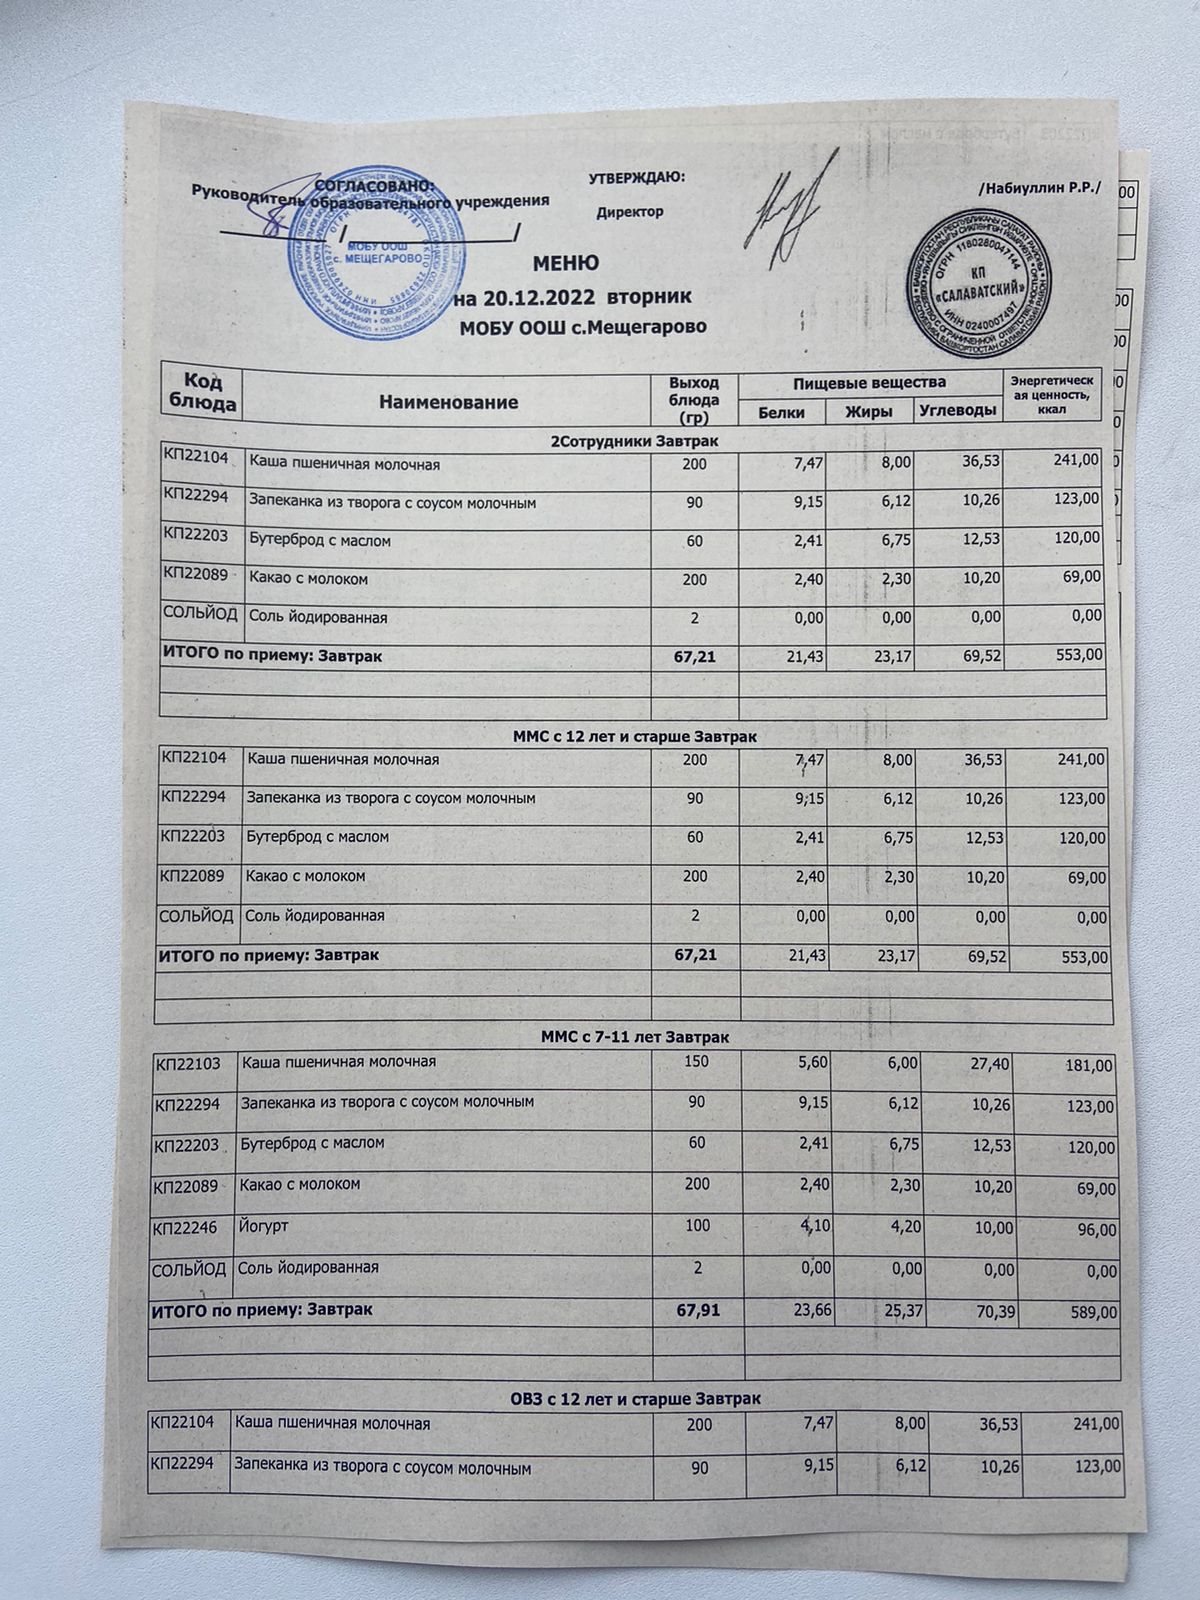 СОГЛАСОВАНО:
Руководитель образовательного учреждения
/ /
УТВЕРЖДАЮ:
Директор
/Набиуллин Р.Р./
МОБУ ООШ
с. МЕЩЕГАРОВО
ОГРН 1180280047144
КП
«САЛАВАТСКИЙ»
ИНН 0240007497
МЕНЮ
на 20.12.2022 вторник
МОБУ ООШ с.Мещегарово
Код блюда Наименование Выход блюда (гр) Пищевые вещества Энергетическ ая ценность, ккал
Белки Жиры Углеводы
2Сотрудники Завтрак
КП22104 Каша пшеничная молочная 200 7,47 8,00 36,53 241,00
КП22294 Запеканка из творога с соусом молочным 90 9,15 6,12 10,26 123,00
КП22203 Бутерброд с маслом 60 2,41 6,75 12,53 120,00
КП22089 Какао с молоком 200 2,40 2,30 10,20 69,00
СОЛЬЙОД Соль йодированная 2 0,00 0,00 0,00 0,00
ИТОГО по приему: Завтрак 67,21 21,43 23,17 69,52 553,00
ММС с 12 лет и старше Завтрак
КП22104 Каша пшеничная молочная 200 7,47 8,00 36,53 241,00
КП22294 Запеканка из творога с соусом молочным 90 9,15 6,12 10,26 123,00
КП22203 Бутерброд с маслом 60 2,41 6,75 12,53 120,00
КП22089 Какао с молоком 200 2,40 2,30 10,20 69,00
СОЛЬЙОД Соль йодированная 2 0,00 0,00 0,00 0,00
ИТОГО по приему: Завтрак 67,21 21,43 23,17 69,52 553,00
ММС с 7-11 лет Завтрак
КП22103 Каша пшеничная молочная 150 5,60 6,00 27,40 181,00
КП22294 Запеканка из творога с соусом молочным 90 9,15 6,12 10,26 123,00
КП22203 Бутерброд с маслом 60 2,41 6,75 12,53 120,00
КП22089 Какао с молоком 200 2,40 2,30 10,20 69,00
КП22246 Йогурт 100 4,10 4,20 10,00 96,00
СОЛЬЙОД Соль йодированная 2 0,00 0,00 0,00 0,00
ИТОГО по приему: Завтрак 67,91 23,66 25,37 70,39 589,00
ОВЗ с 12 лет и старше Завтрак
КП22104 Каша пшеничная молочная 200 7,47 8,00 36,53 241,00
КП22294 Запеканка из творога с соусом молочным 90 9,15 6,12 10,26 123,00